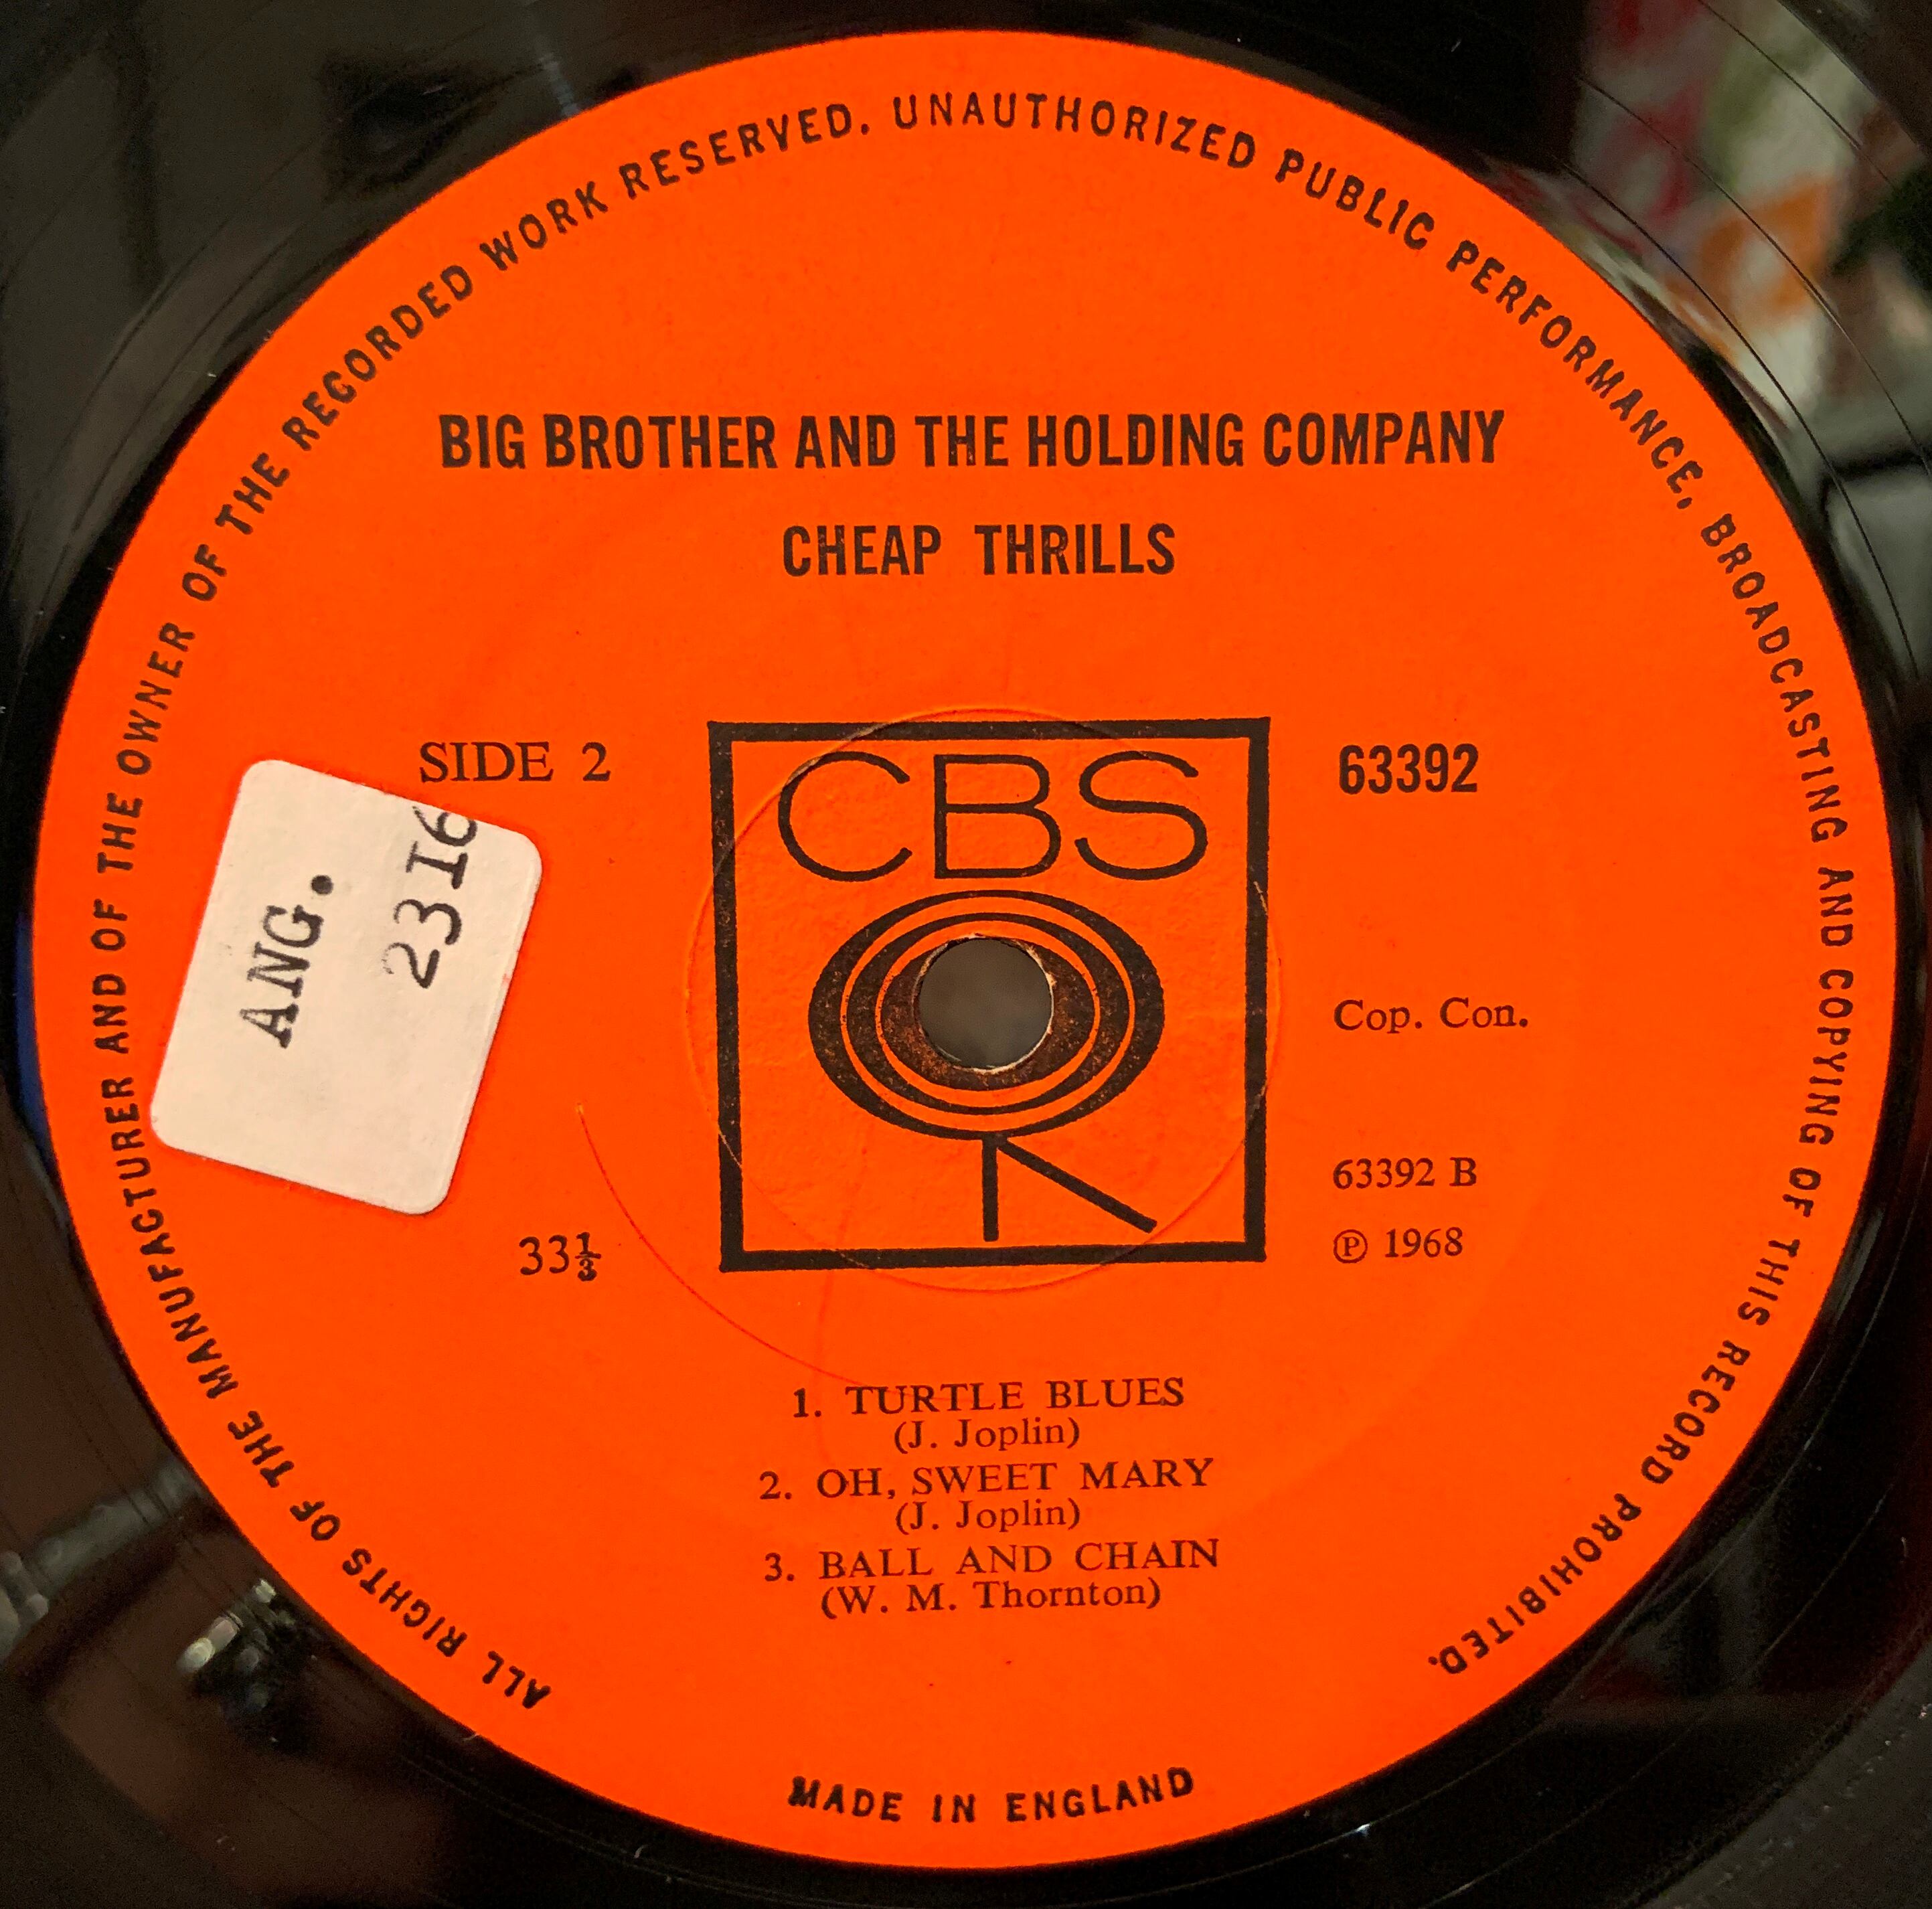 ALL RIGHTS OF THE MANUFACTURER AND OF THE OWNER OF THE RECORDED WORK RESERVED. UNAUTHORIZED PUBLIC PERFORMANCE, BROADCASTING AND COPYING OF THIS RECORD PROHIBITED.
BIG BROTHER AND THE HOLDING COMPANY
CHEAP THRILLS
SIDE 2
CBS
63392
ANG.
2316
Cop. Con.
63392 B
33⅓
℗ 1968
1. TURTLE BLUES
(J. Joplin)
2. OH, SWEET MARY
(J. Joplin)
3. BALL AND CHAIN
(W. M. Thornton)
MADE IN ENGLAND